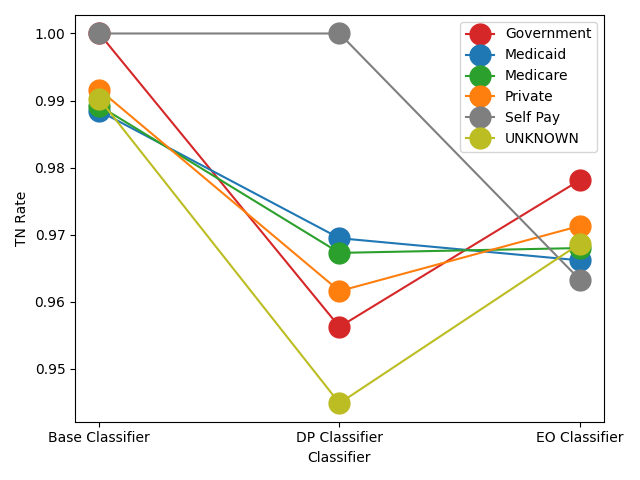 1.00
0.99
0.98
0.97
0.96
0.95
TN Rate
Base Classifier
DP Classifier
EO Classifier
Classifier
Government
Medicaid
Medicare
Private
Self Pay
UNKNOWN